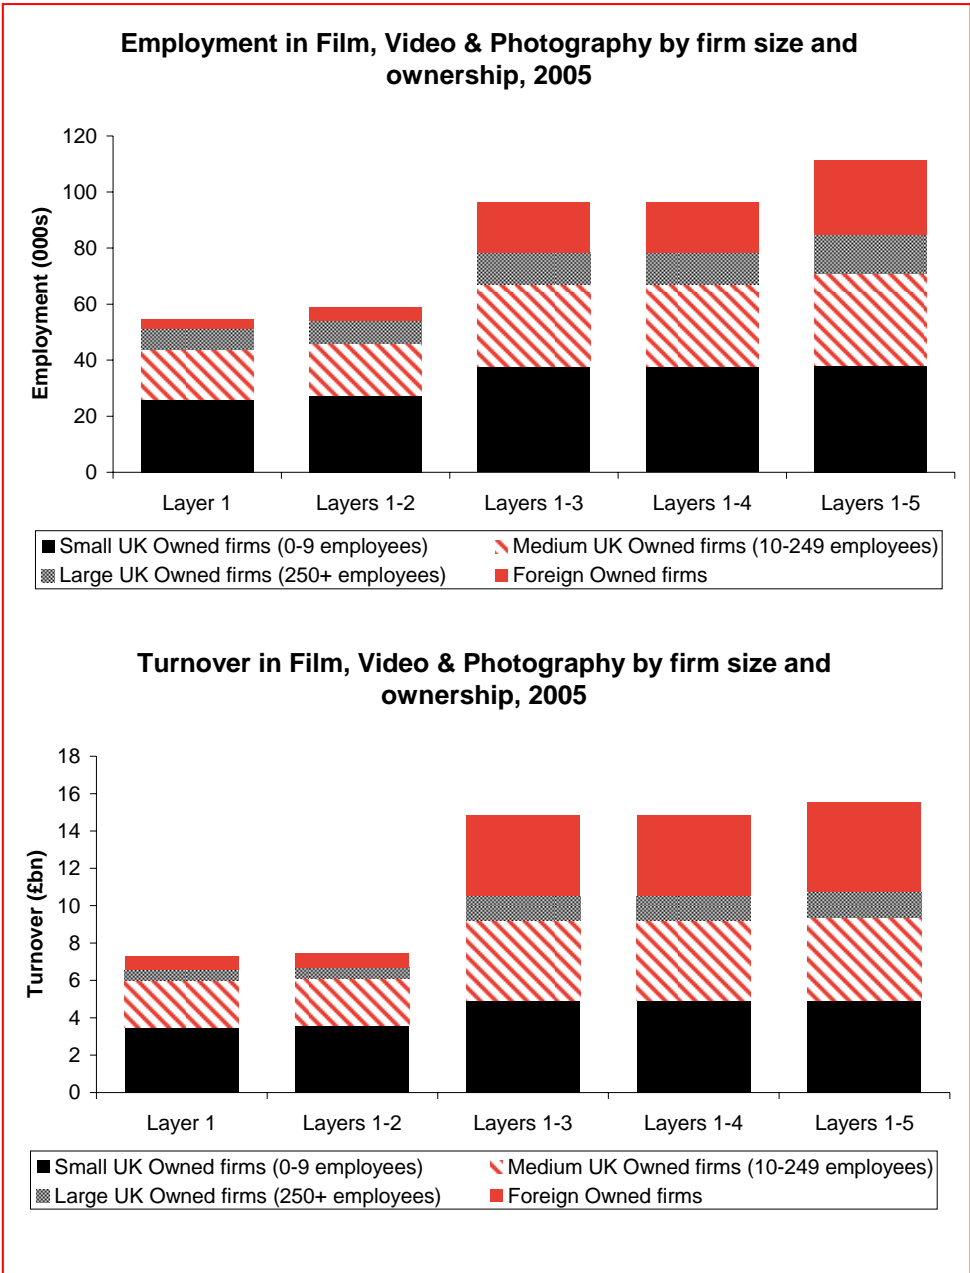 Employment in Film, Video & Photography by firm size and
ownership, 2005
120
100
80
60
40
20
0
Employment (000s)
Layer 1
Layers 1-2
Layers 1-3
Layers 1-4
Layers 1-5
Small UK Owned firms (0-9 employees)
Medium UK Owned firms (10-249 employees)
Large UK Owned firms (250+ employees)
Foreign Owned firms
Turnover in Film, Video & Photography by firm size and
ownership, 2005
18
16
14
12
10
8
6
4
2
0
Turnover (£bn)
Layer 1
Layers 1-2
Layers 1-3
Layers 1-4
Layers 1-5
Small UK Owned firms (0-9 employees)
Medium UK Owned firms (10-249 employees)
Large UK Owned firms (250+ employees)
Foreign Owned firms